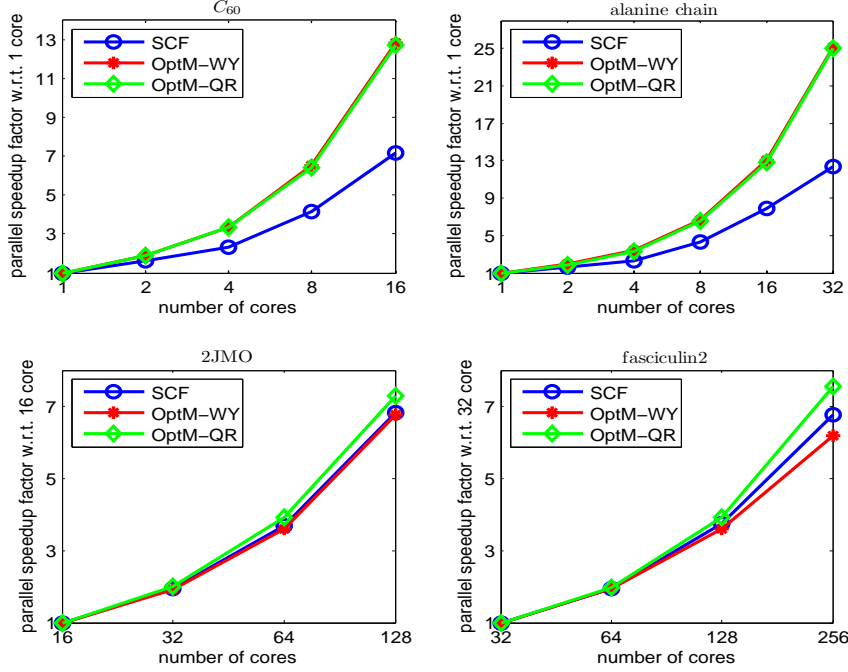 C60
parallel speedup factor w.r.t. 1 core
13
11
9
7
5
3
1
SCF
OptM-WY
OptM-QR
1 2 4 8 16
number of cores
alanine chain
parallel speedup factor w.r.t. 1 core
25
21
17
13
9
5
1
SCF
OptM-WY
OptM-QR
1 2 4 8 16 32
number of cores
2JMO
parallel speedup factor w.r.t. 16 core
7
5
3
1
SCF
OptM-WY
OptM-QR
16 32 64 128
number of cores
fasciculin2
parallel speedup factor w.r.t. 32 core
7
5
3
1
SCF
OptM-WY
OptM-QR
32 64 128 256
number of cores